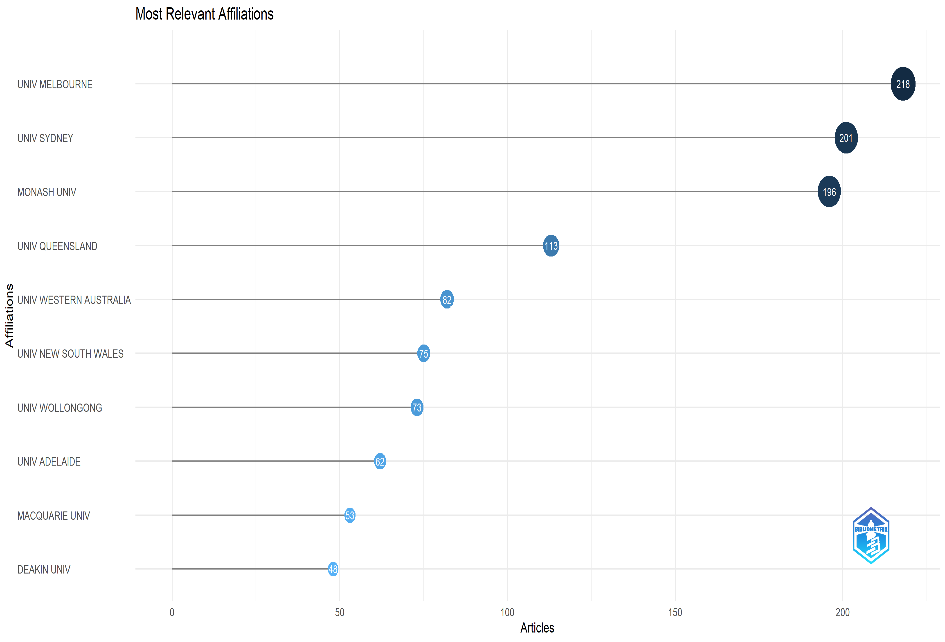 Most Relevant Affiliations
UNIV MELBOURNE
218
UNIV SYDNEY
201
MONASH UNIV
196
UNIV QUEENSLAND
113
UNIV WESTERN AUSTRALIA
82
UNIV NEW SOUTH WALES
75
UNIV WOLLONGONG
73
UNIV ADELAIDE
62
MACQUARIE UNIV
53
DEAKIN UNIV
48
Affiliations
0 50 100 150 200
Articles
BIBLIOMETRIX